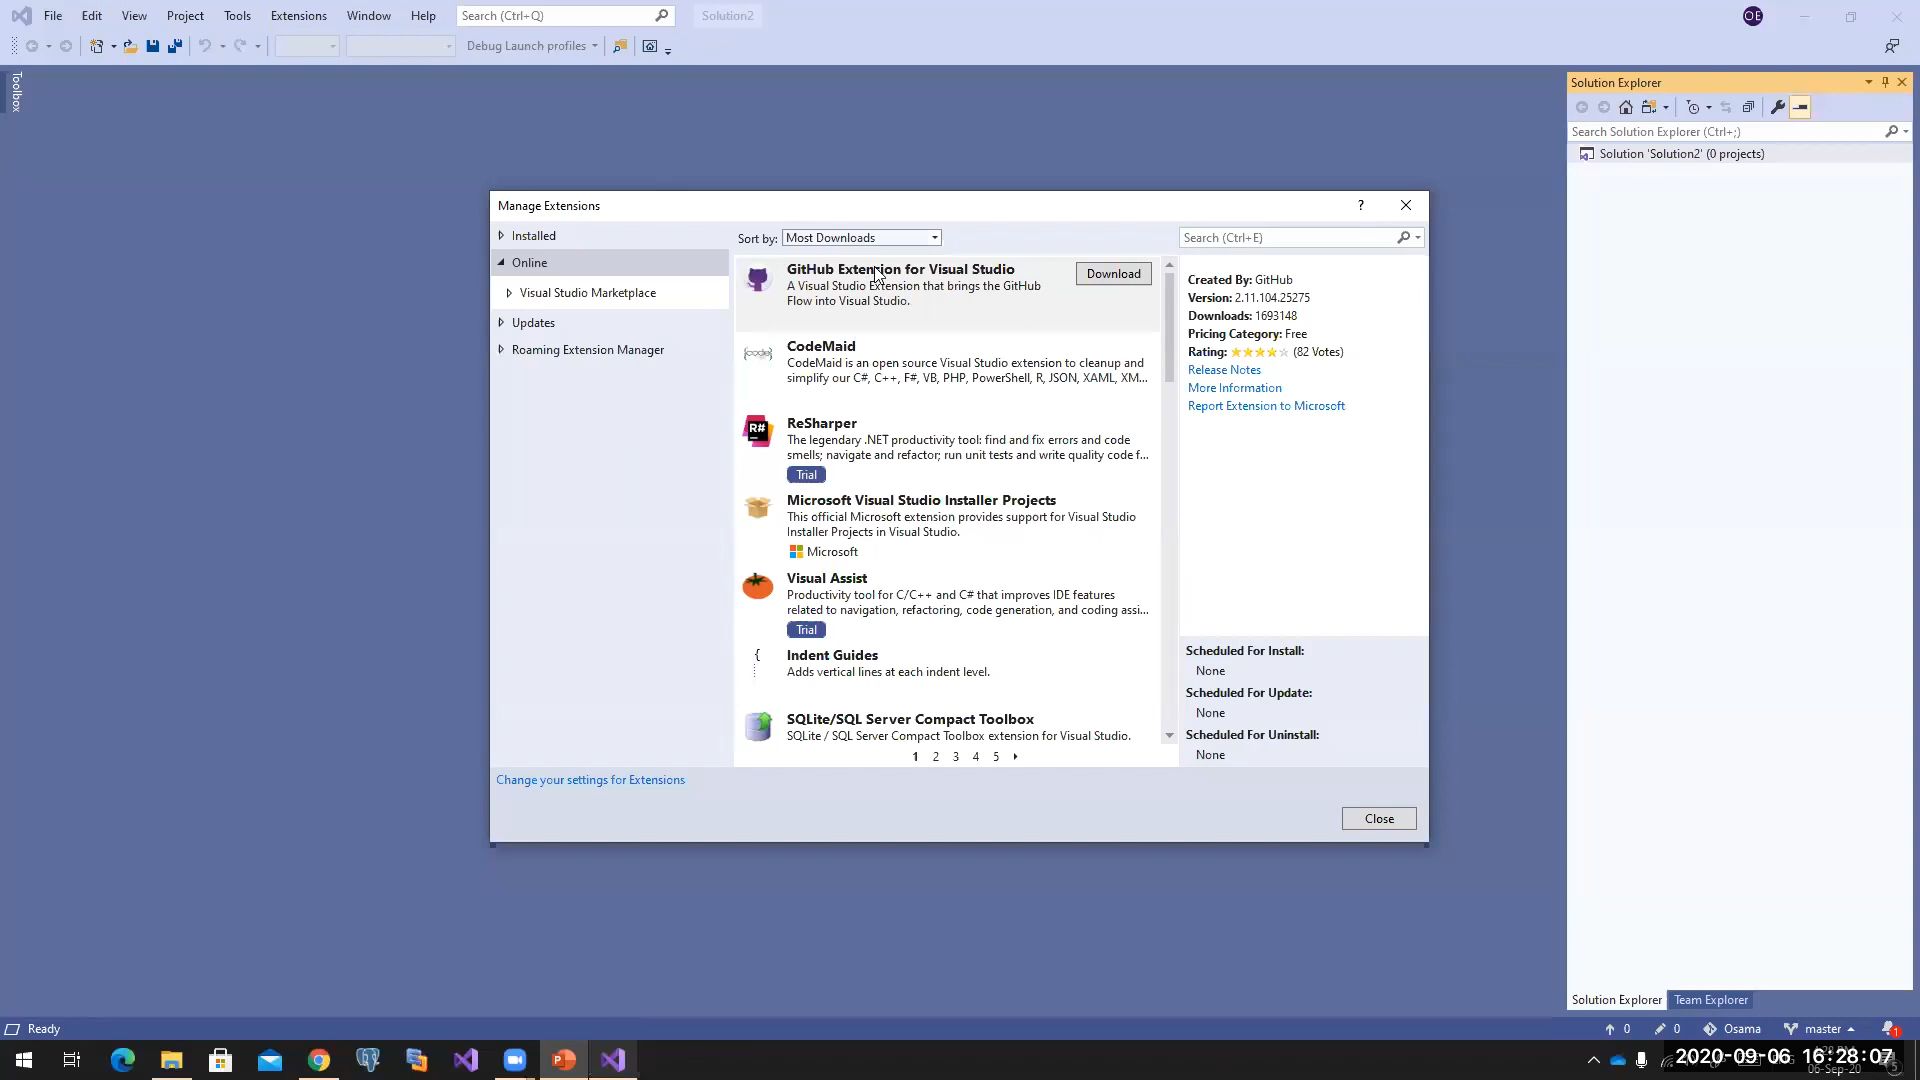 File Edit View Project Tools Extensions Window Help Search (Ctrl+Q) Solution2 OE
Debug Launch profiles
Toolbox
Solution Explorer
Search Solution Explorer (Ctrl+;)
Solution 'Solution2' (0 projects)
Manage Extensions ?
Installed
Online
Visual Studio Marketplace
Updates
Roaming Extension Manager
Sort by: Most Downloads
Search (Ctrl+E)
GitHub Extension for Visual Studio
A Visual Studio Extension that brings the GitHub
Flow into Visual Studio.
Download
{code}
CodeMaid
CodeMaid is an open source Visual Studio extension to cleanup and
simplify our C#, C++, F#, VB, PHP, PowerShell, R, JSON, XAML, XM...
R#
ReSharper
The legendary .NET productivity tool: find and fix errors and code
smells; navigate and refactor; run unit tests and write quality code f...
Trial
Microsoft Visual Studio Installer Projects
This official Microsoft extension provides support for Visual Studio
Installer Projects in Visual Studio.
Microsoft
Visual Assist
Productivity tool for C/C++ and C# that improves IDE features
related to navigation, refactoring, code generation, and coding assi...
Trial
Indent Guides
Adds vertical lines at each indent level.
SQLite/SQL Server Compact Toolbox
SQLite / SQL Server Compact Toolbox extension for Visual Studio.
1 2 3 4 5
Created By: GitHub
Version: 2.11.104.25275
Downloads: 1693148
Pricing Category: Free
Rating: (82 Votes)
Release Notes
More Information
Report Extension to Microsoft
Scheduled For Install:
None
Scheduled For Update:
None
Scheduled For Uninstall:
None
Change your settings for Extensions
Close
Solution Explorer Team Explorer
Ready
0 0 Osama master 1
2020-09-06 16:28:07
06-Sep-20
5